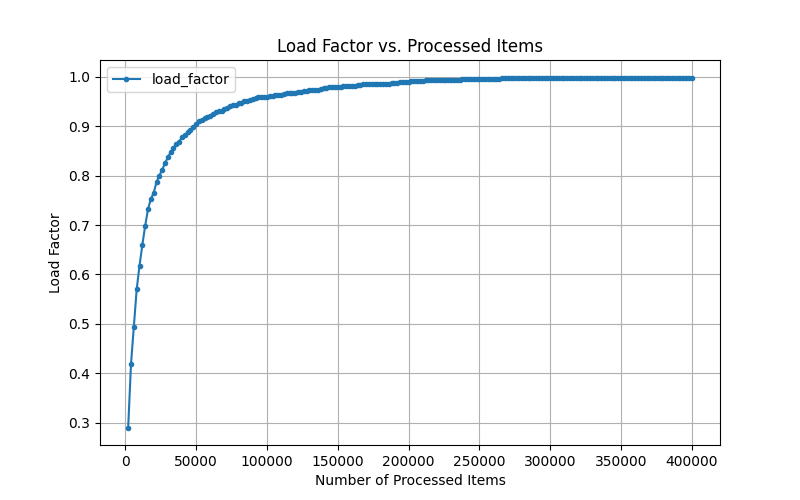 Load Factor vs. Processed Items
load_factor
Load Factor
1.0
0.9
0.8
0.7
0.6
0.5
0.4
0.3
0 50000 100000 150000 200000 250000 300000 350000 400000
Number of Processed Items